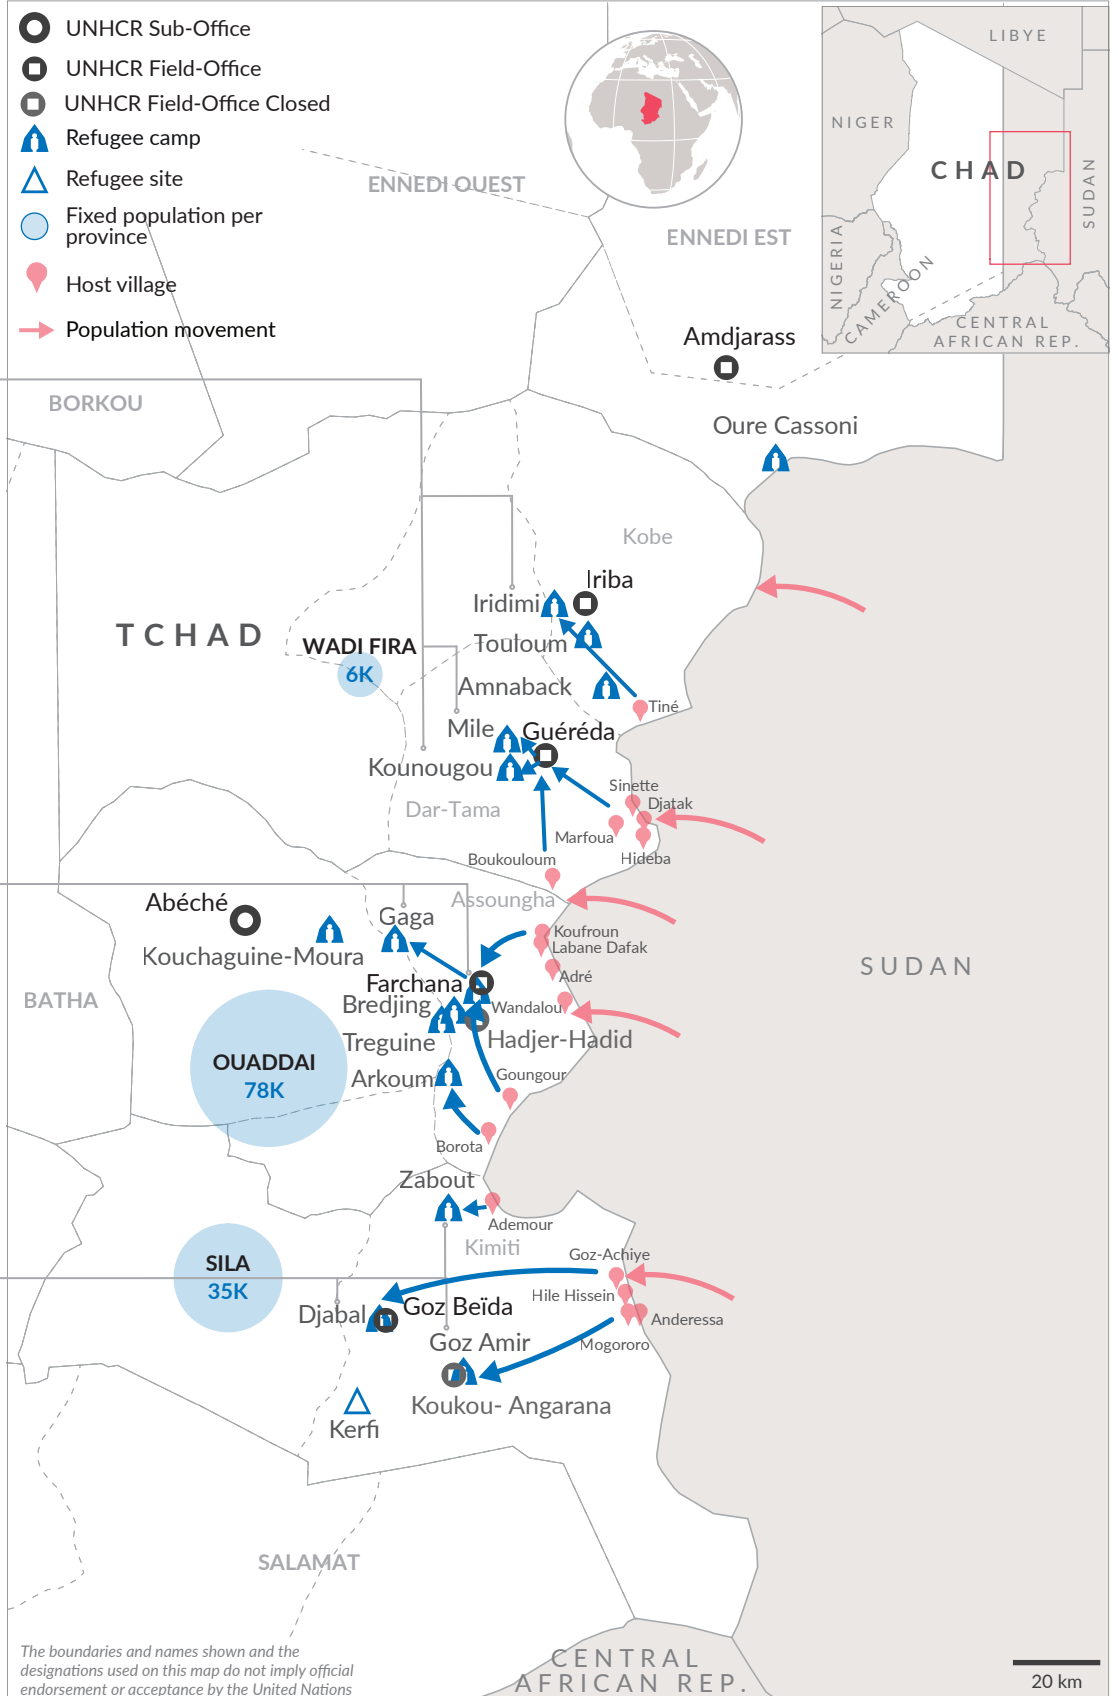 UNHCR Sub-Office
UNHCR Field-Office
UNHCR Field-Office Closed
Refugee camp
Refugee site
Fixed population per
province
Host village
Population movement
ENNEDI OUEST
ENNEDI EST
LIBYE
NIGER
CHAD
SUDAN
NIGERIA
CAMEROON
CENTRAL
AFRICAN REP.
Amdjarass
BORKOU
Oure Cassoni
Kobe
Iriba
Iridimi
TCHAD
WADI FIRA
6K
Touloum
Amnaback
Tiné
Mile
Guéréda
Kounougou
Sinette
Djatak
Dar-Tama
Marfoua
Hideba
Boukouloum
Abéché
Assoungha
Gaga
Koufroun
Labane Dafak
Kouchaguine-Moura
SUDAN
Adré
Farchana
BATHA
Bredjing
Wandalou
Treguine
Hadjer-Hadid
OUADDAI
78K
Arkoum
Goungour
Borota
Zabout
Ademour
Kimiti
Goz-Achiye
SILA
35K
Hile Hissein
Djabal
Goz Beïda
Anderessa
Goz Amir
Mogororo
Koukou- Angarana
Kerfi
SALAMAT
The boundaries and names shown and the
designations used on this map do not imply official
endorsement or acceptance by the United Nations
CENTRAL
AFRICAN REP.
20 km